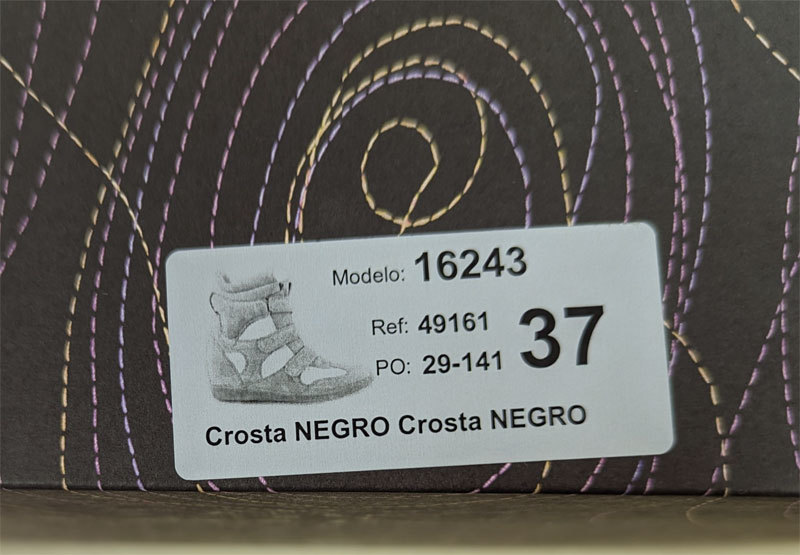 Modelo: 16243
Ref: 49161
37
PO: 29-141
Crosta NEGRO Crosta NEGRO